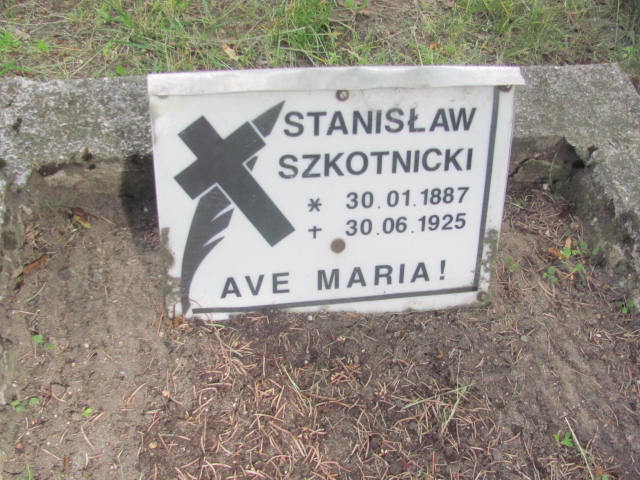 STANISŁAW
SZKOTNICKI
* 30.01.1887
+ 30.06.1925
AVE MARIA!